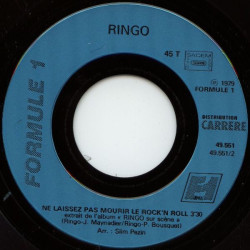 RINGO
45 T
SACEM
FORMULE 1
℗ 1979
FORMULE 1
DISTRIBUTION
CARRERE
49.551
49.551/2
NE LAISSEZ PAS MOURIR LE ROCK'N ROLL 3'30
extrait de l'album « RINGO sur scène »
(Ringo-J. Mayradier/Ringo-P. Bousquet)
Arr. : Slim Pezin